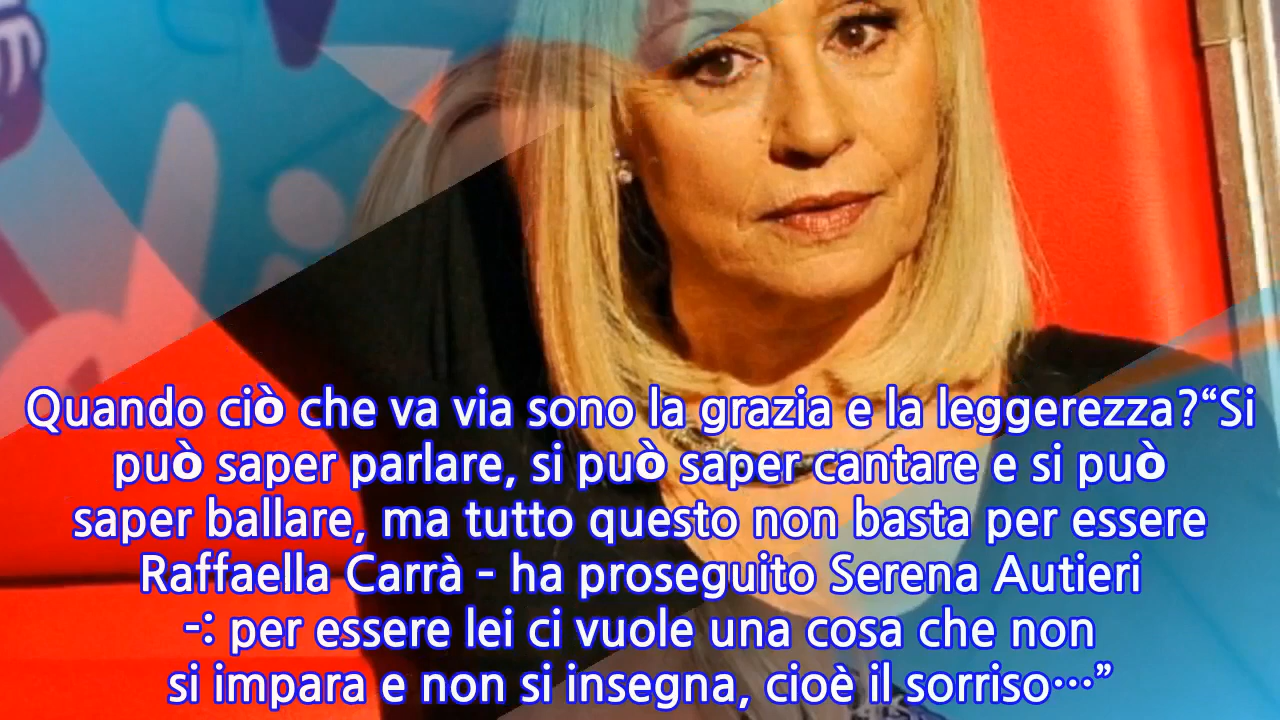 Quando ciò che va via sono la grazia e la leggerezza?“Si
può saper parlare, si può saper cantare e si può
saper ballare, ma tutto questo non basta per essere
Raffaella Carrà - ha proseguito Serena Autieri
-: per essere lei ci vuole una cosa che non
si impara e non si insegna, cioè il sorriso…”